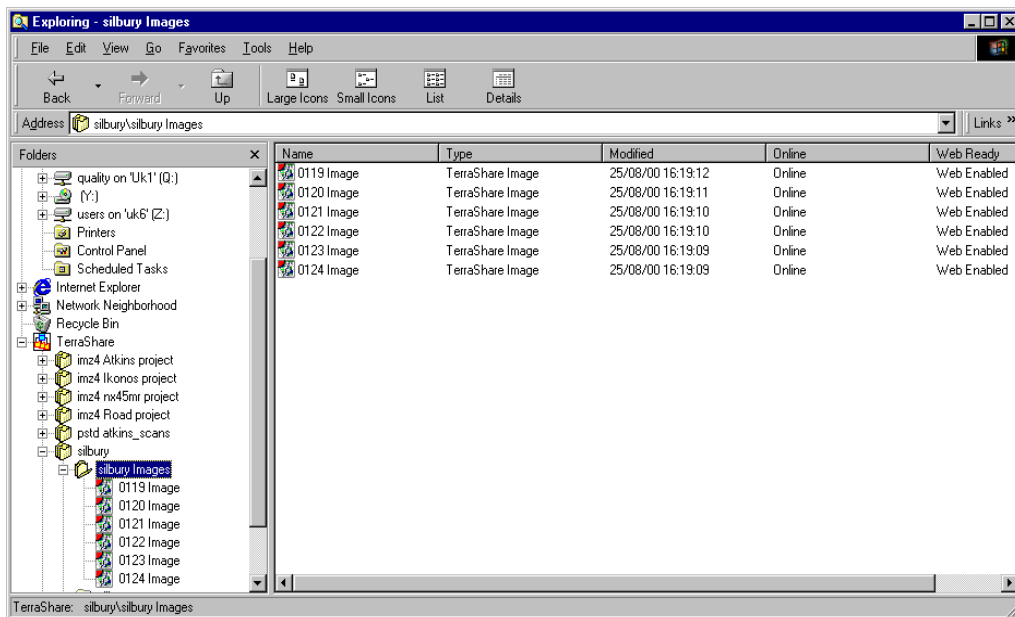 Exploring - silbury Images
File Edit View Go Favorites Tools Help
Back Forward Up Large Icons Small Icons List Details
Address silbury\silbury Images Links »
Folders
quality on 'Uk1' (Q:)
(Y:)
users on 'uk6' (Z:)
Printers
Control Panel
Scheduled Tasks
Internet Explorer
Network Neighborhood
Recycle Bin
TerraShare
imz4 Atkins project
imz4 Ikonos project
imz4 nx45mr project
imz4 Road project
pstd atkins_scans
silbury
silbury Images
0119 Image
0120 Image
0121 Image
0122 Image
0123 Image
0124 Image
Name Type Modified Online Web Ready
0119 Image TerraShare Image 25/08/00 16:19:12 Online Web Enabled
0120 Image TerraShare Image 25/08/00 16:19:11 Online Web Enabled
0121 Image TerraShare Image 25/08/00 16:19:10 Online Web Enabled
0122 Image TerraShare Image 25/08/00 16:19:10 Online Web Enabled
0123 Image TerraShare Image 25/08/00 16:19:09 Online Web Enabled
0124 Image TerraShare Image 25/08/00 16:19:09 Online Web Enabled
TerraShare: silbury\silbury Images